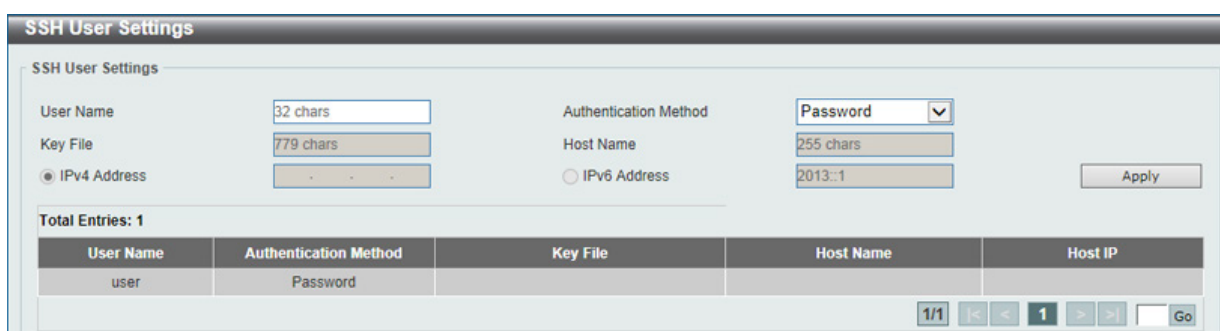 SSH User Settings
SSH User Settings
User Name 32 chars Authentication Method Password
Key File 779 chars Host Name 255 chars
IPv4 Address . . . IPv6 Address 2013::1 Apply
Total Entries: 1
User Name Authentication Method Key File Host Name Host IP
user Password
1/1 |< < 1 > >| Go